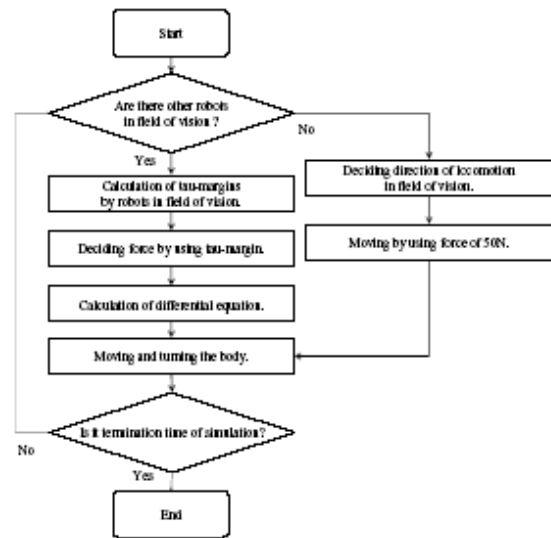 Start
Are there other robots
in field of vision ?
No
Yes
Calculation of tau-margins
by robots in field of vision.
Deciding direction of locomotion
in field of vision.
Deciding force by using tau-margin.
Moving by using force of 50N.
Calculation of differential equation.
Moving and turning the body.
Is it termination time of simulation?
No
Yes
End